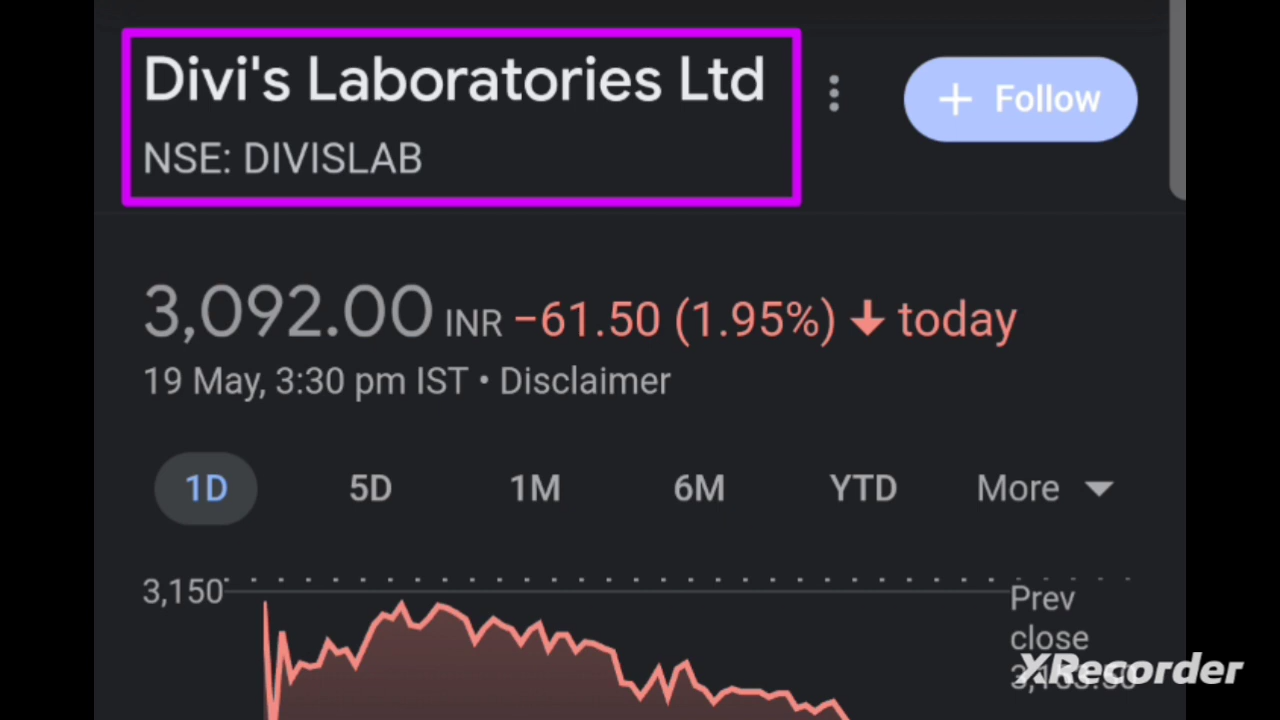 Divi's Laboratories Ltd
+ Follow
NSE: DIVISLAB
3,092.00 INR −61.50 (1.95%) ↓ today
19 May, 3:30 pm IST • Disclaimer
1D 5D 1M 6M YTD More
3,150
Prev
close
XRecorder